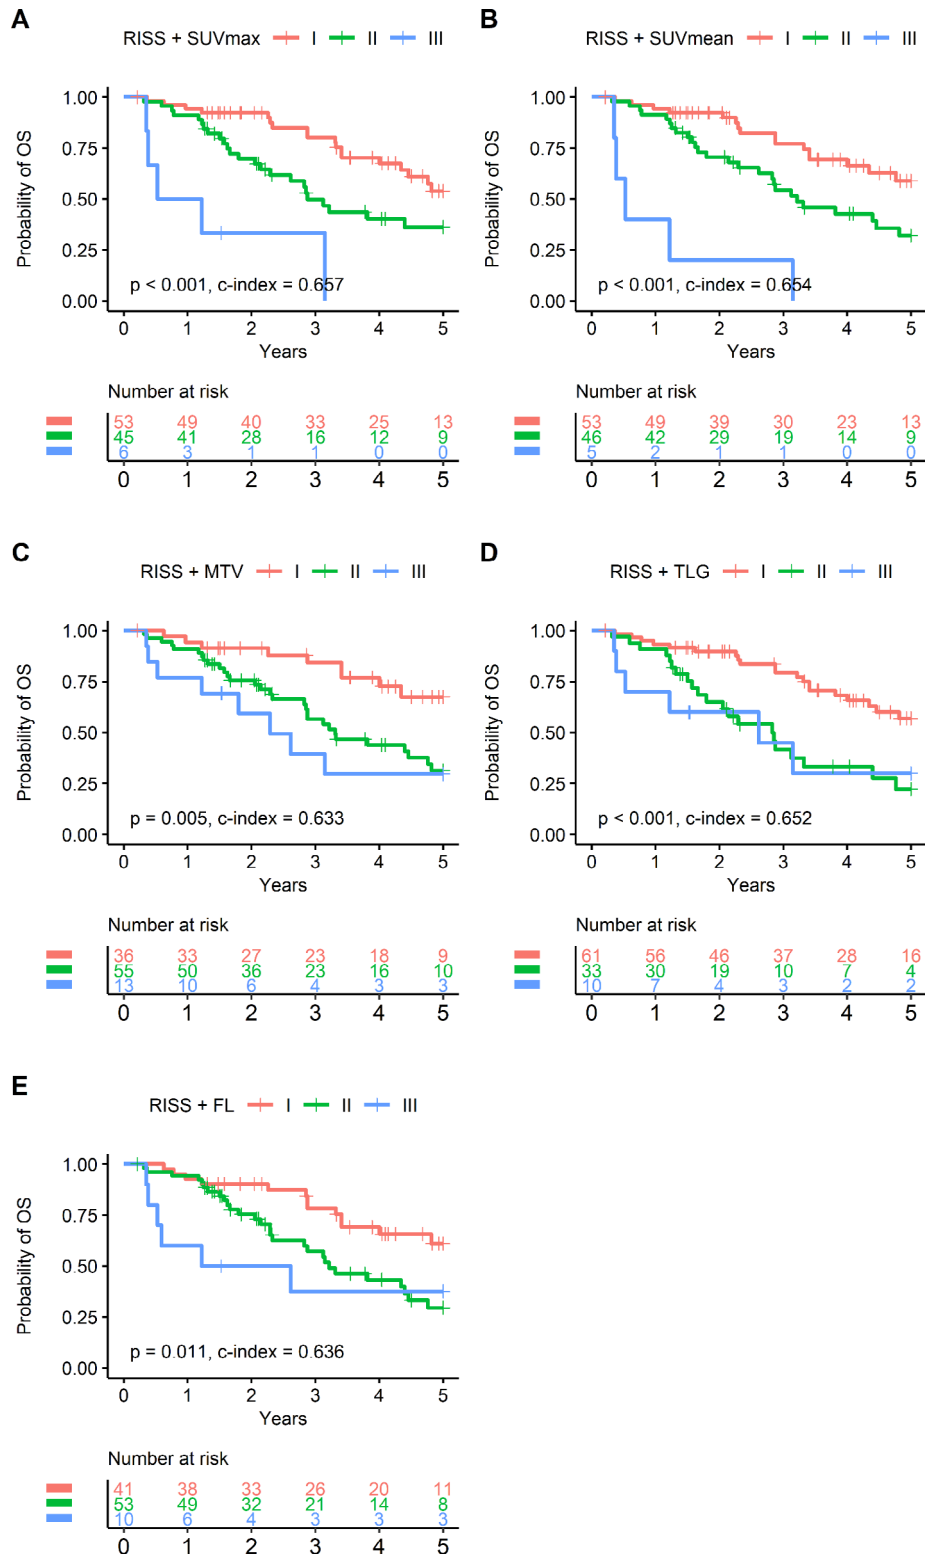 A
RISS + SUVmax I II III
Probability of OS
1.00
0.75
0.50
0.25
0.00
p < 0.001, c-index = 0.657
0 1 2 3 4 5
Years
Number at risk
53 49 40 33 25 13
45 41 28 16 12 9
6 3 1 1 0 0
0 1 2 3 4 5
B
RISS + SUVmean I II III
Probability of OS
1.00
0.75
0.50
0.25
0.00
p < 0.001, c-index = 0.654
0 1 2 3 4 5
Years
Number at risk
53 49 39 30 23 13
46 42 29 19 14 9
5 2 1 1 0 0
0 1 2 3 4 5
C
RISS + MTV I II III
Probability of OS
1.00
0.75
0.50
0.25
0.00
p = 0.005, c-index = 0.633
0 1 2 3 4 5
Years
Number at risk
36 33 27 23 18 9
55 50 36 23 16 10
13 10 6 4 3 3
0 1 2 3 4 5
D
RISS + TLG I II III
Probability of OS
1.00
0.75
0.50
0.25
0.00
p < 0.001, c-index = 0.652
0 1 2 3 4 5
Years
Number at risk
61 56 46 37 28 16
33 30 19 10 7 4
10 7 4 3 2 2
0 1 2 3 4 5
E
RISS + FL I II III
Probability of OS
1.00
0.75
0.50
0.25
0.00
p = 0.011, c-index = 0.636
0 1 2 3 4 5
Years
Number at risk
41 38 33 26 20 11
53 49 32 21 14 8
10 6 4 3 3 3
0 1 2 3 4 5